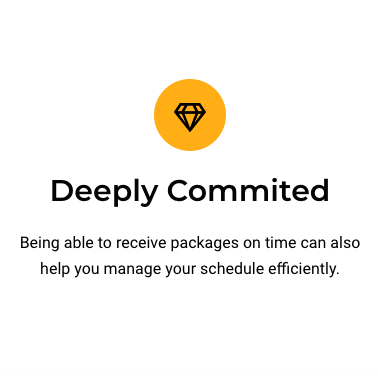 Deeply Commited
Being able to receive packages on time can also
help you manage your schedule efficiently.